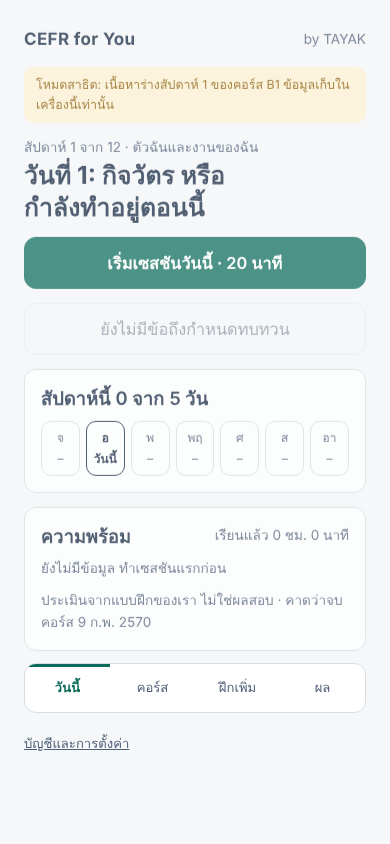 CEFR for You
by TAYAK
โหมดสาธิต: เนื้อหาร่างสัปดาห์ 1 ของคอร์ส B1 ข้อมูลเก็บใน
เครื่องนี้เท่านั้น
สัปดาห์ 1 จาก 12 · ตัวฉันและงานของฉัน
วันที่ 1: กิจวัตร หรือ
กำลังทำอยู่ตอนนี้
เริ่มเซสชันวันนี้ · 20 นาที
ยังไม่มีข้อถึงกำหนดทบทวน
สัปดาห์นี้ 0 จาก 5 วัน
จ อ พ พฤ ศ ส อา
– วันนี้ – – – – –
ความพร้อม
เรียนแล้ว 0 ชม. 0 นาที
ยังไม่มีข้อมูล ทำเซสชันแรกก่อน
ประเมินจากแบบฝึกของเรา ไม่ใช่ผลสอบ · คาดว่าจบ
คอร์ส 9 ก.พ. 2570
วันนี้ คอร์ส ฝึกเพิ่ม ผล
บัญชีและการตั้งค่า